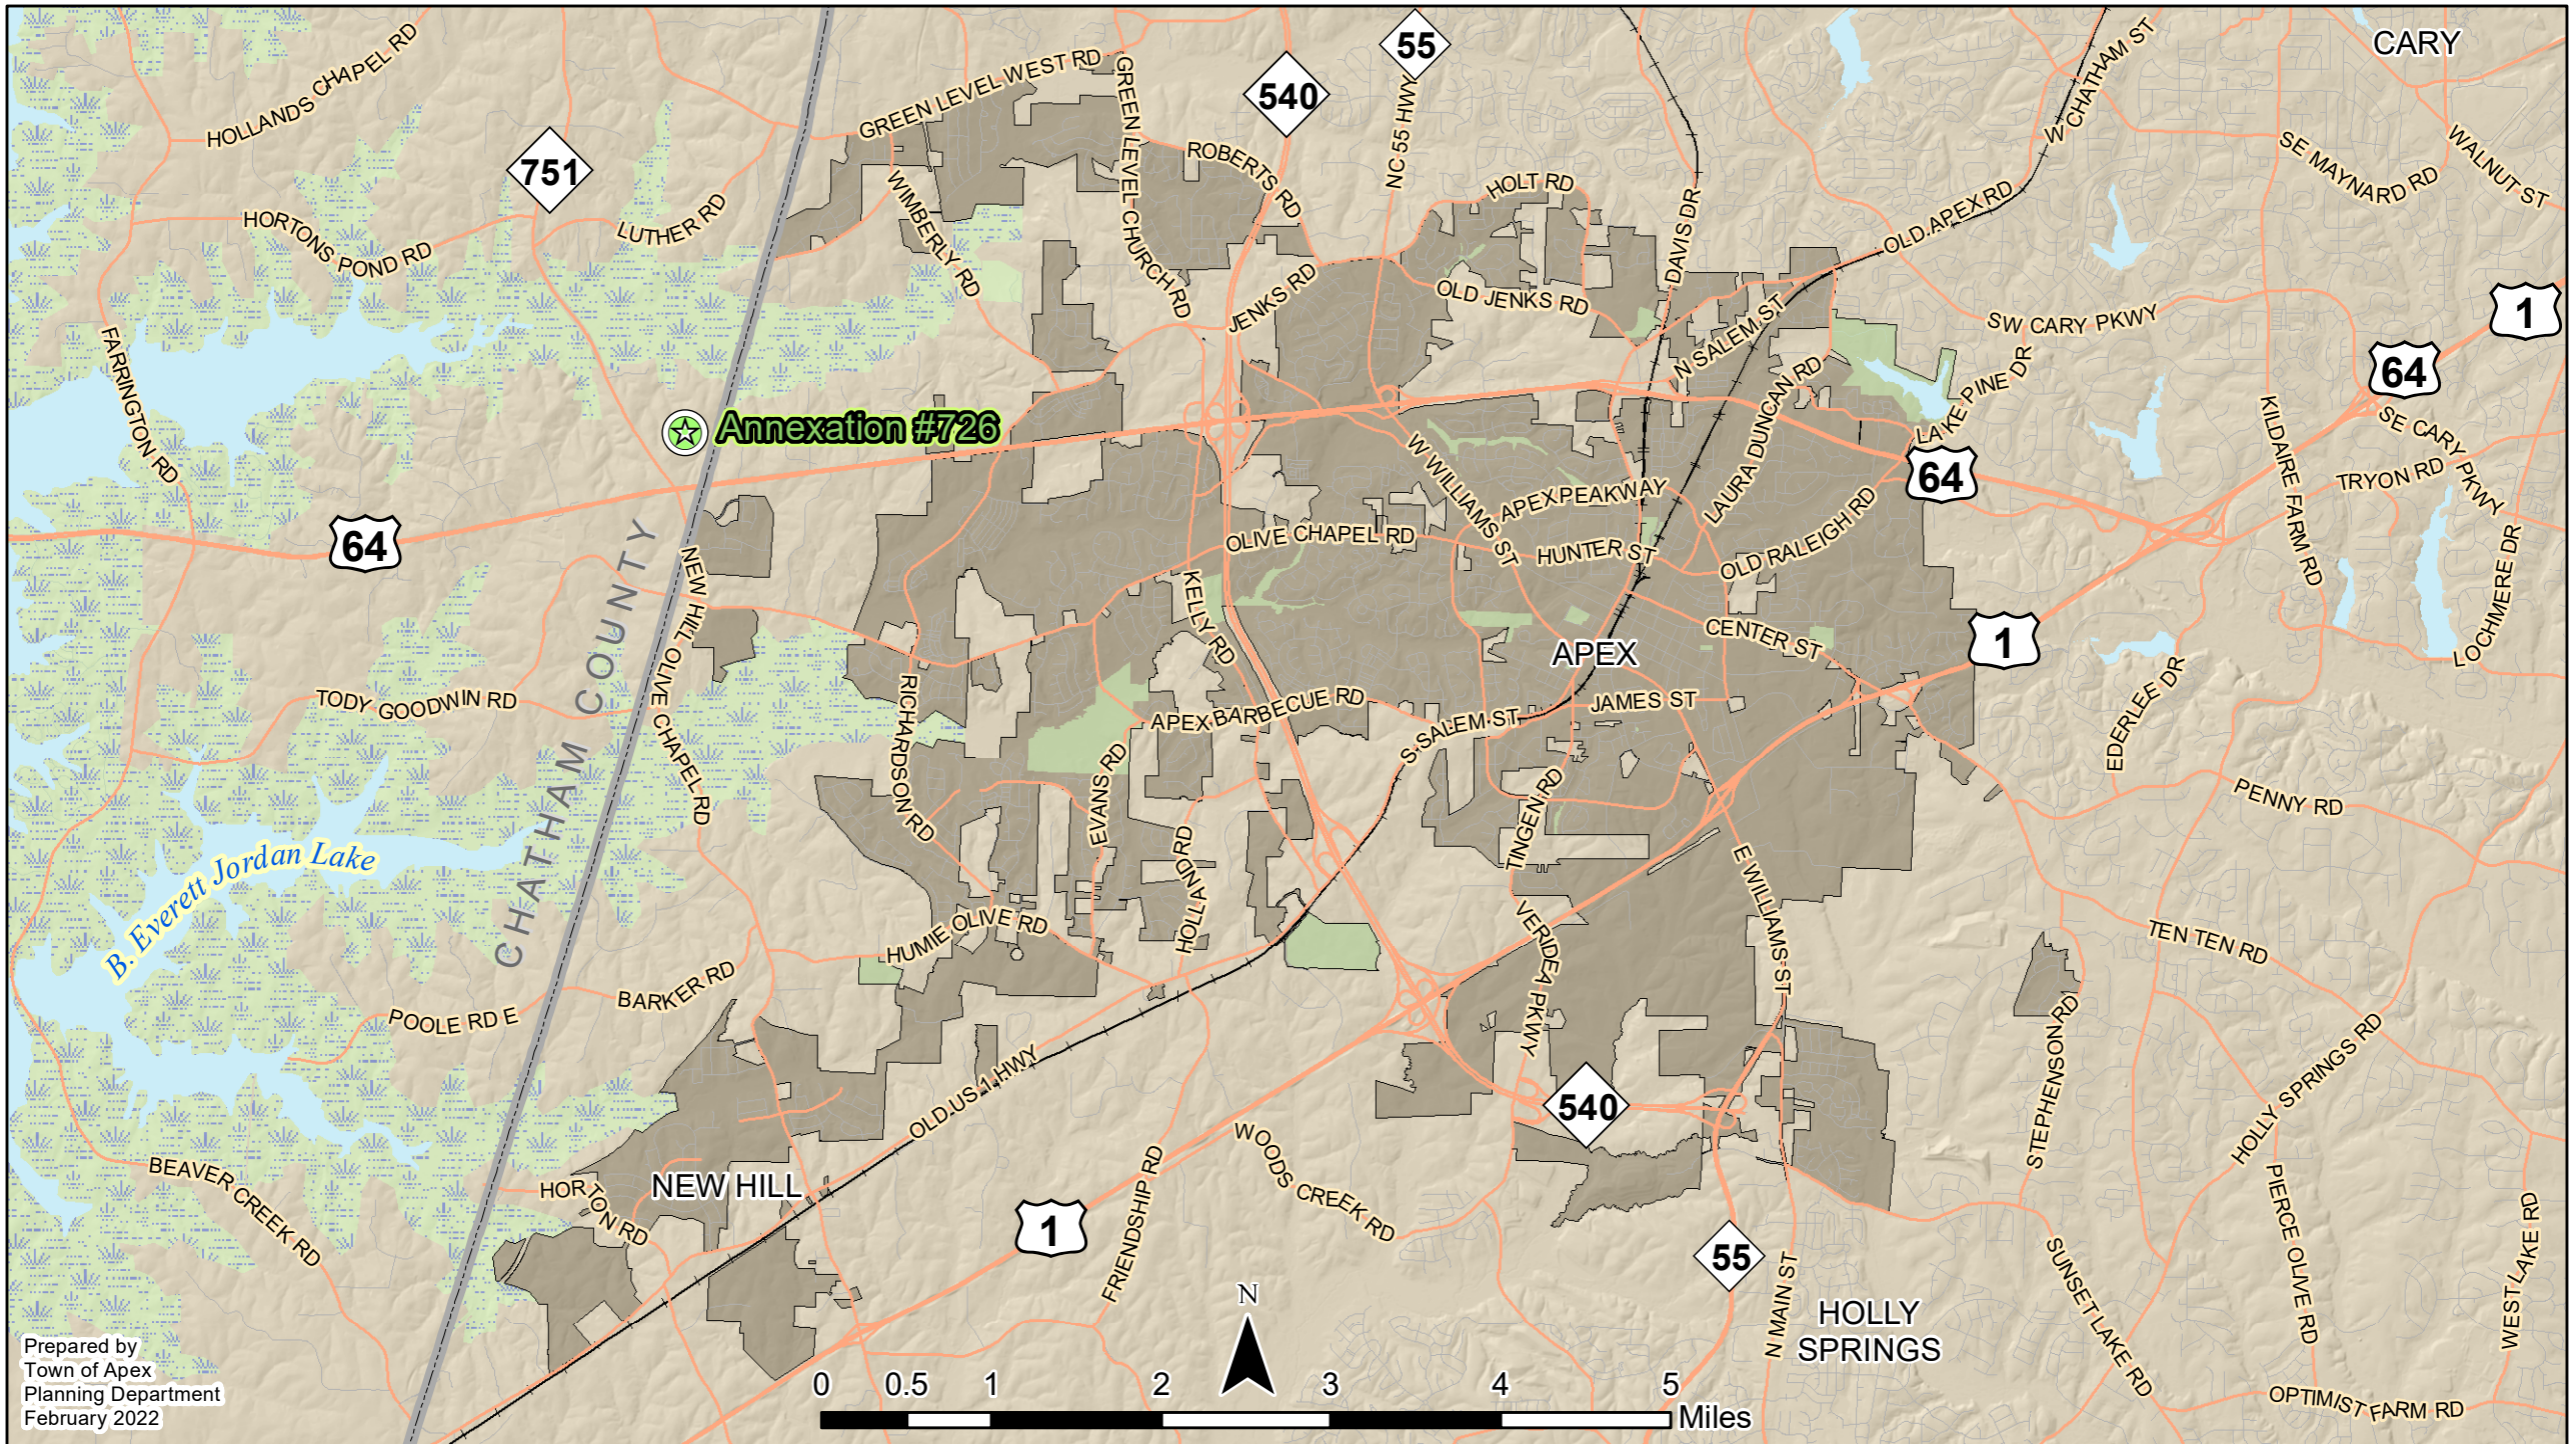 CARY
55
540
751
HOLLANDS CHAPEL RD
GREEN LEVEL WEST RD
GREEN LEVEL CHURCH RD
NC 55 HWY
W CHATHAM ST
WALNUT ST
SE MAYNARD RD
ROBERTS RD
HOLT RD
DAVIS DR
OLD APEX RD
HORTONS POND RD
LUTHER RD
WIMBERLY RD
JENKS RD
OLD JENKS RD
N SALEM ST
SW CARY PKWY
1
64
FARRINGTON RD
LAURA DUNCAN RD
LAKE PINE DR
KILDAIRE FARM RD
SE CARY PKWY
TRYON RD
Annexation #726
W WILLIAMS ST
APEX PEAKWAY
64
64
OLIVE CHAPEL RD
HUNTER ST
OLD RALEIGH RD
LOCHMERE DR
CHATHAM COUNTY
NEW HILL OLIVE CHAPEL RD
KELLY RD
APEX
CENTER ST
1
TODY GOODWIN RD
RICHARDSON RD
APEX BARBECUE RD
S SALEM ST
JAMES ST
EDERLEE DR
PENNY RD
EVANS RD
HOLLAND RD
TINGEN RD
B. Everett Jordan Lake
E WILLIAMS ST
HUMIE OLIVE RD
VERIDEA PKWY
TEN TEN RD
BARKER RD
POOLE RD E
OLD US 1 HWY
STEPHENSON RD
HOLLY SPRINGS RD
540
WOODS CREEK RD
BEAVER CREEK RD
NEW HILL
HORTON RD
1
FRIENDSHIP RD
55
N MAIN ST
HOLLY
SPRINGS
SUNSET LAKE RD
PIERCE OLIVE RD
WEST LAKE RD
OPTIMIST FARM RD
N
0 0.5 1 2 3 4 5
Miles
Prepared by
Town of Apex
Planning Department
February 2022